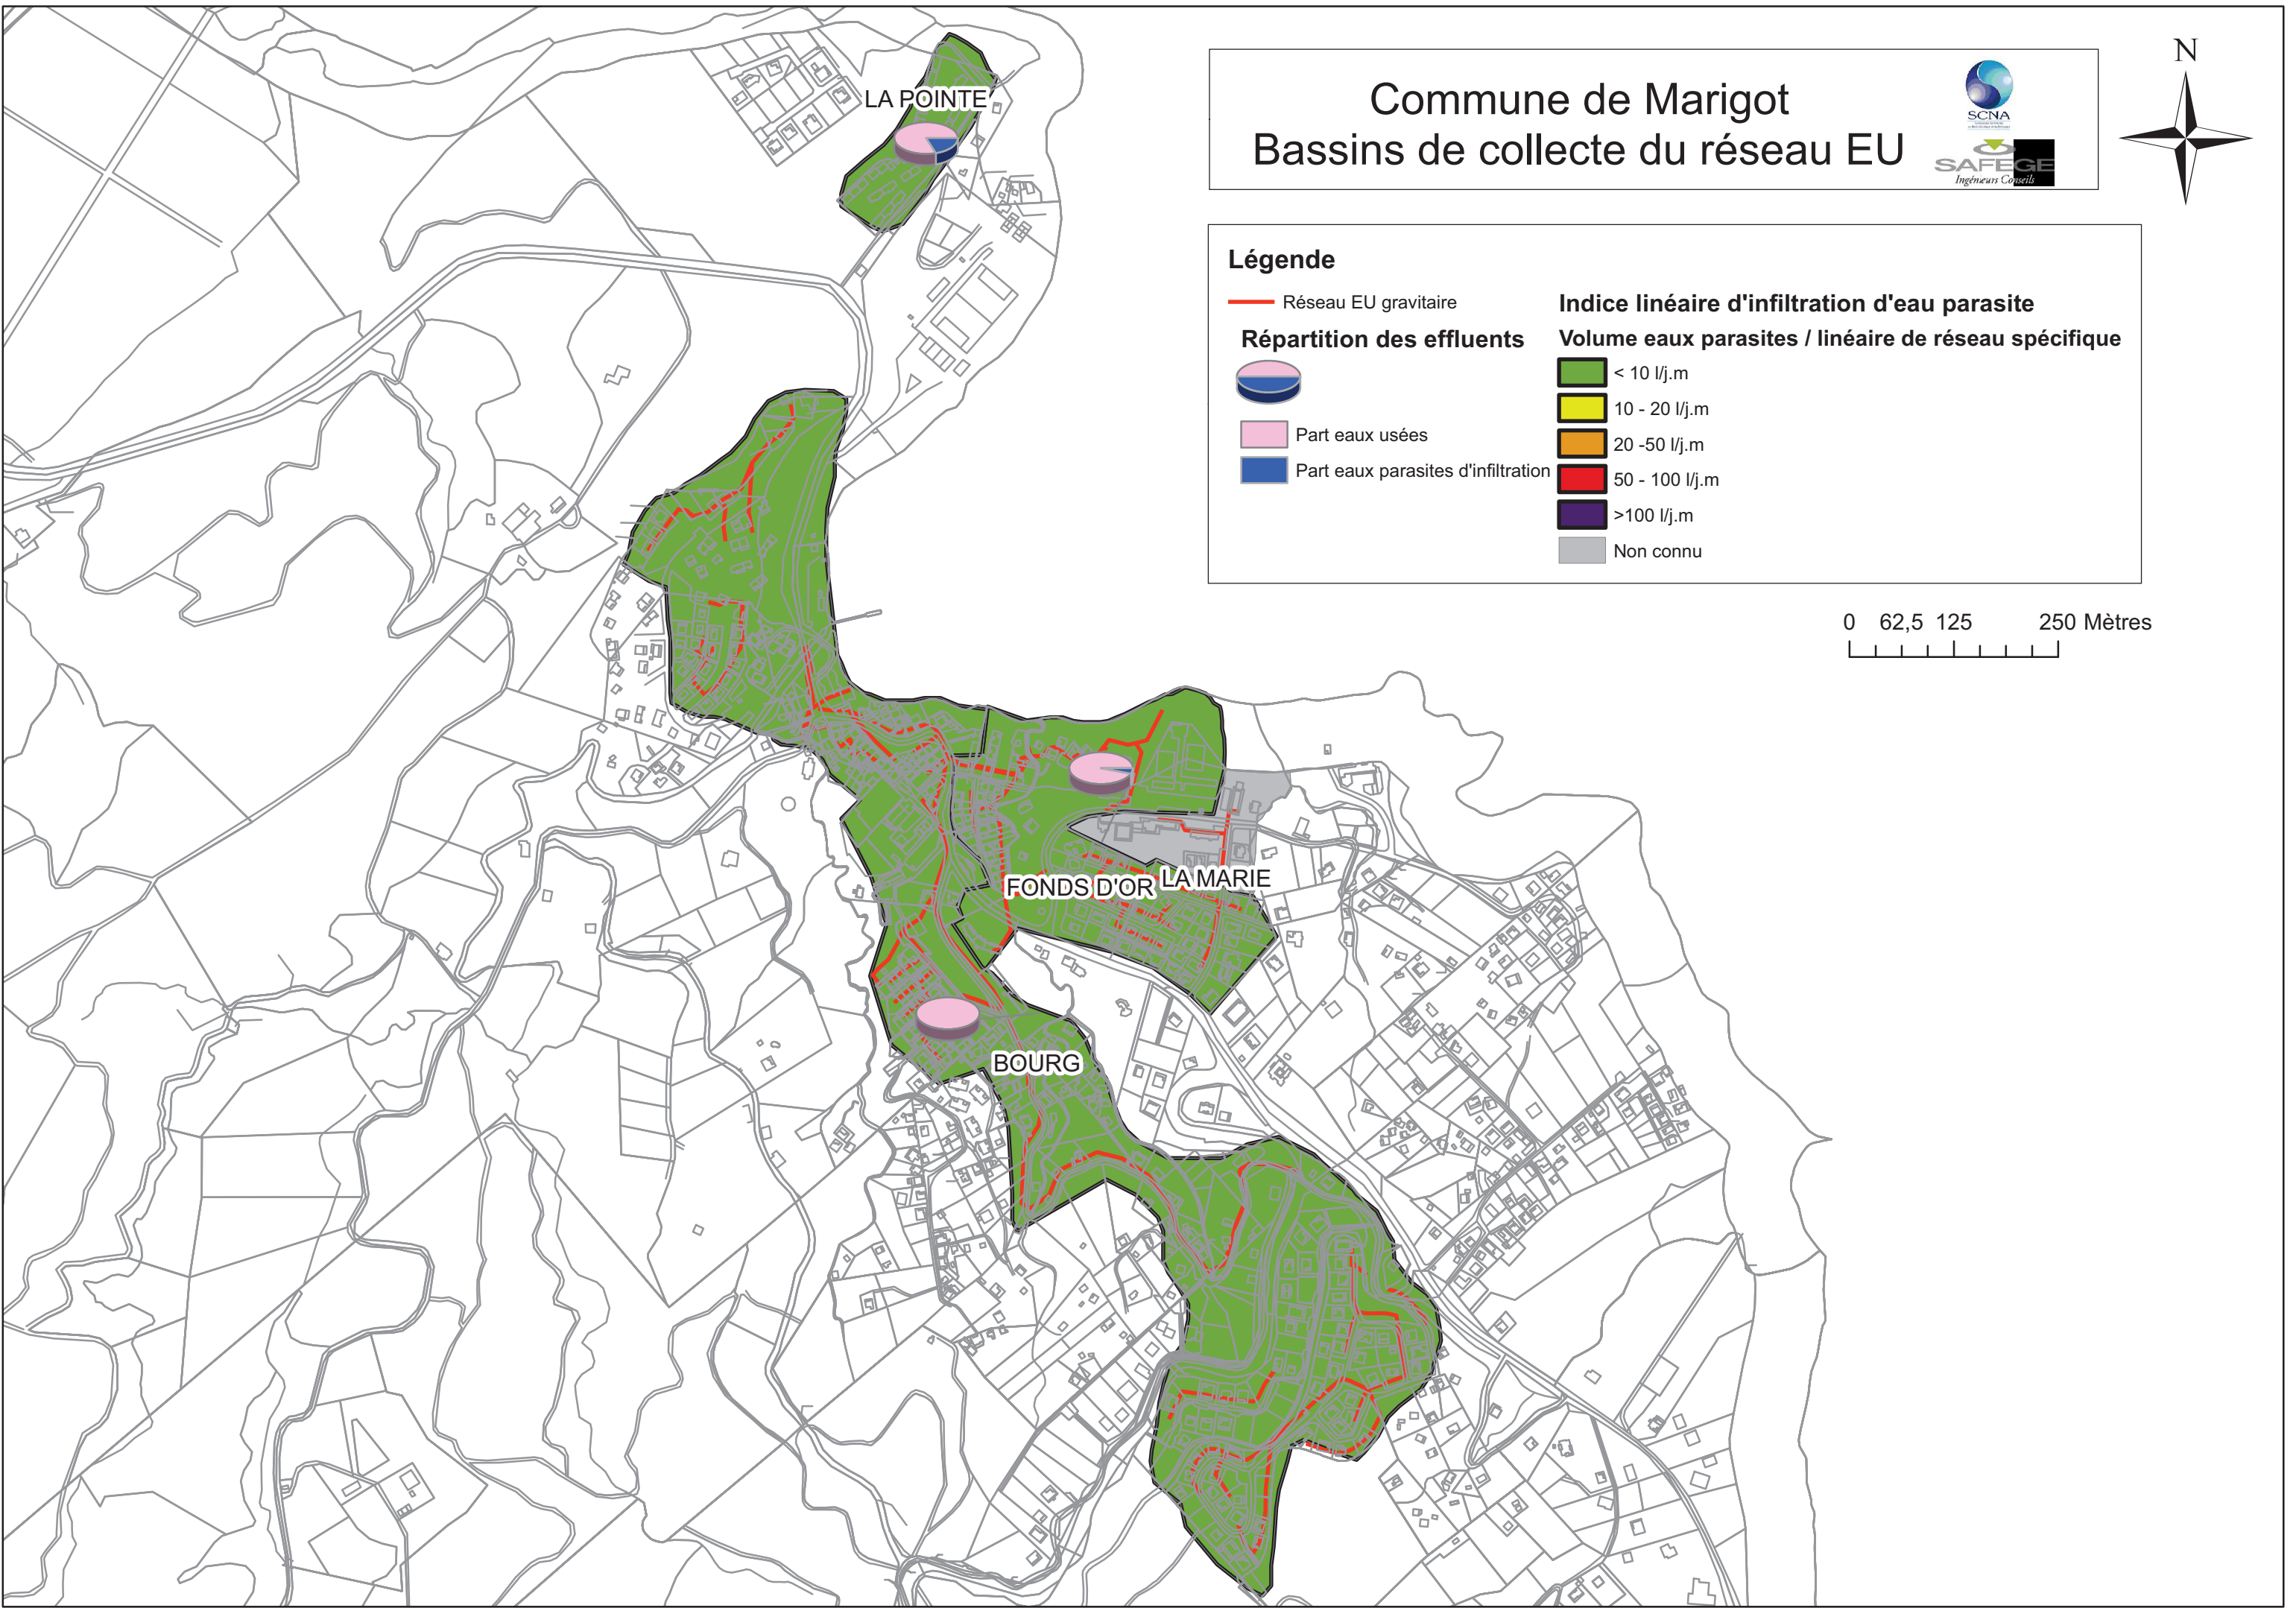 Commune de Marigot
Bassins de collecte du réseau EU
SCNA
SAFEGE
Ingénieurs Conseils
N
Légende
Réseau EU gravitaire
Répartition des effluents
Part eaux usées
Part eaux parasites d'infiltration
Indice linéaire d'infiltration d'eau parasite
Volume eaux parasites / linéaire de réseau spécifique
< 10 l/j.m
10 - 20 l/j.m
20 -50 l/j.m
50 - 100 l/j.m
>100 l/j.m
Non connu
0 62,5 125 250 Mètres
LA POINTE
FONDS D'OR
LA MARIE
BOURG